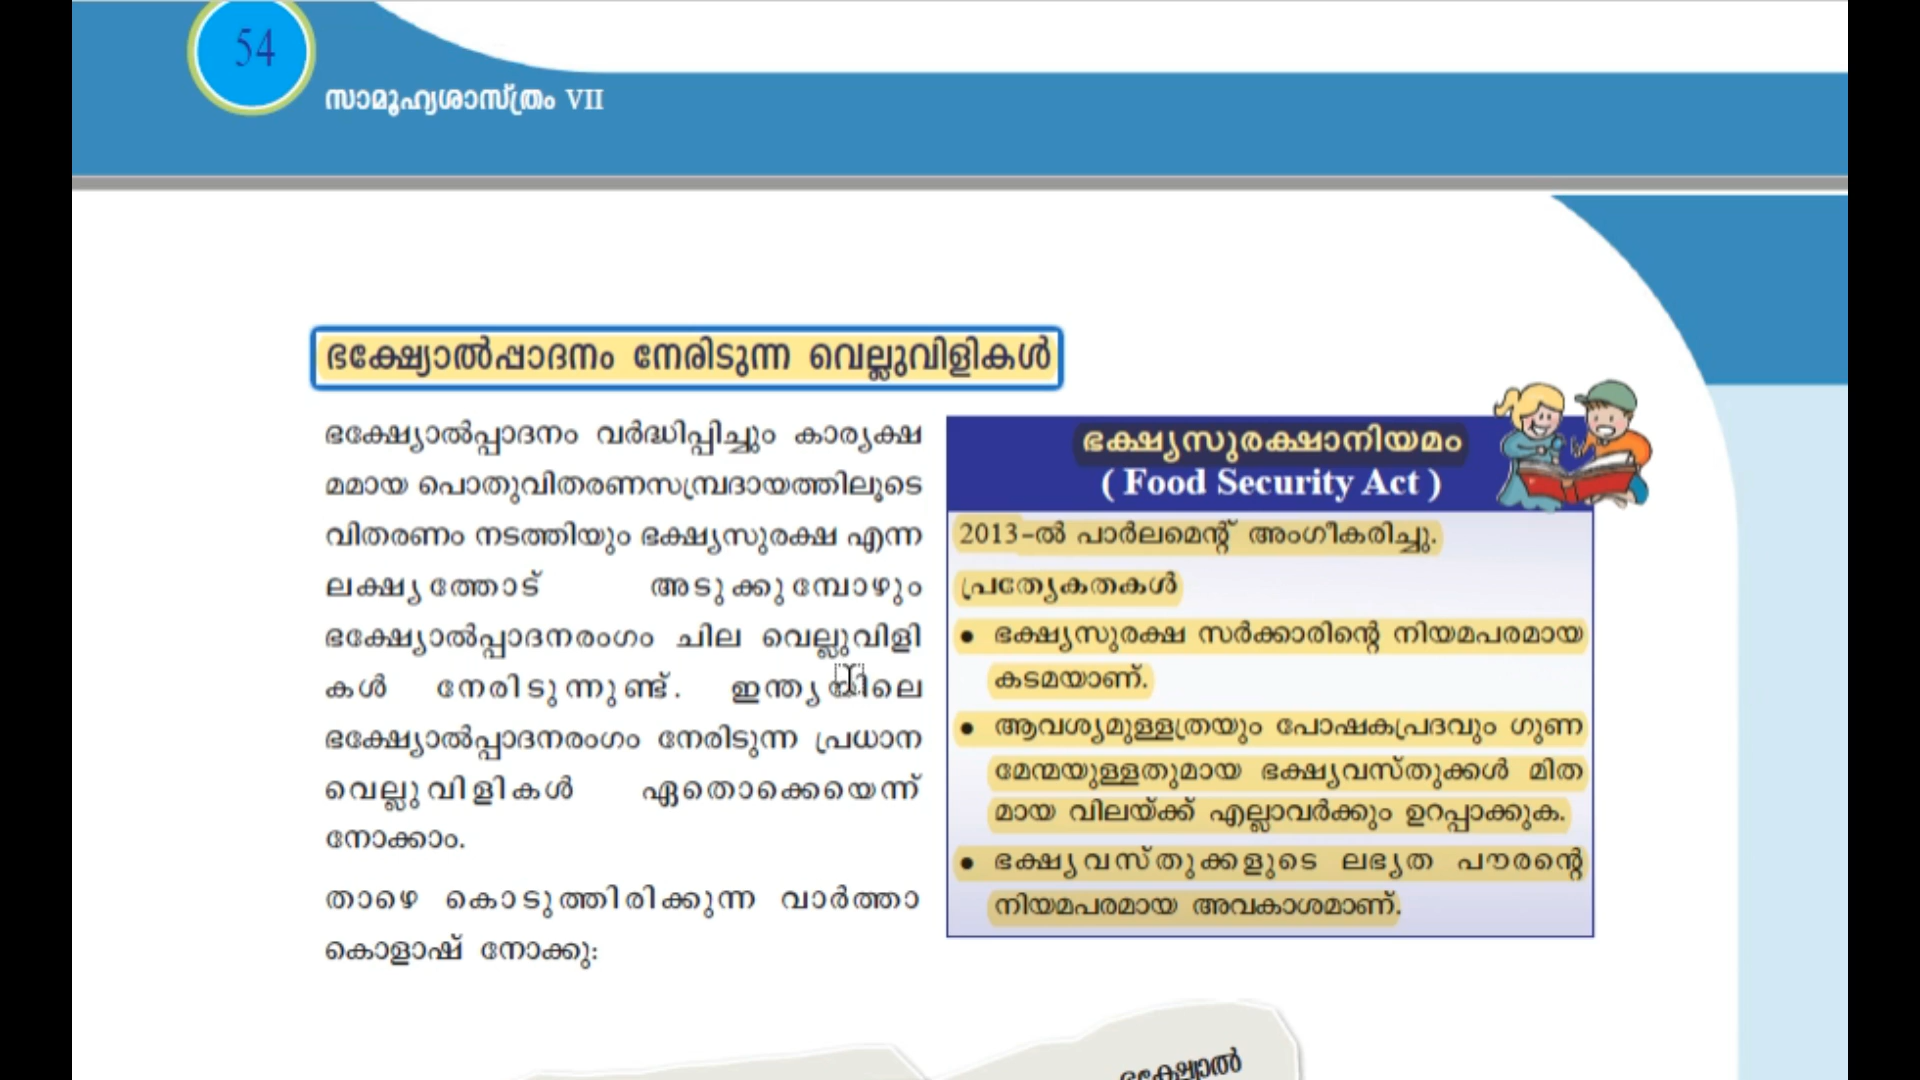 54
സാമൂഹ്യശാസ്ത്രം VII
ഭക്ഷ്യോൽപ്പാദനം നേരിടുന്ന വെല്ലുവിളികൾ
ഭക്ഷ്യോൽപ്പാദനം വർദ്ധിപ്പിച്ചും കാര്യക്ഷ
മമായ പൊതുവിതരണസമ്പ്രദായത്തിലൂടെ
വിതരണം നടത്തിയും ഭക്ഷ്യസുരക്ഷ എന്ന
ലക്ഷ്യത്തോട് അടുക്കുമ്പോഴും
ഭക്ഷ്യോൽപ്പാദനരംഗം ചില വെല്ലുവിളി
കൾ നേരിടുന്നുണ്ട്. ഇന്ത്യയിലെ
ഭക്ഷ്യോൽപ്പാദനരംഗം നേരിടുന്ന പ്രധാന
വെല്ലുവിളികൾ ഏതൊക്കെയെന്ന്
നോക്കാം.
താഴെ കൊടുത്തിരിക്കുന്ന വാർത്താ
കൊളാഷ് നോക്കൂ:
ഭക്ഷ്യസുരക്ഷാനിയമം
( Food Security Act )
2013-ൽ പാർലമെന്റ് അംഗീകരിച്ചു.
പ്രത്യേകതകൾ
• ഭക്ഷ്യസുരക്ഷ സർക്കാരിന്റെ നിയമപരമായ
കടമയാണ്.
• ആവശ്യമുള്ളത്രയും പോഷകപ്രദവും ഗുണ
മേന്മയുള്ളതുമായ ഭക്ഷ്യവസ്തുക്കൾ മിത
മായ വിലയ്ക്ക് എല്ലാവർക്കും ഉറപ്പാക്കുക.
• ഭക്ഷ്യവസ്തുക്കളുടെ ലഭ്യത പൗരന്റെ
നിയമപരമായ അവകാശമാണ്.